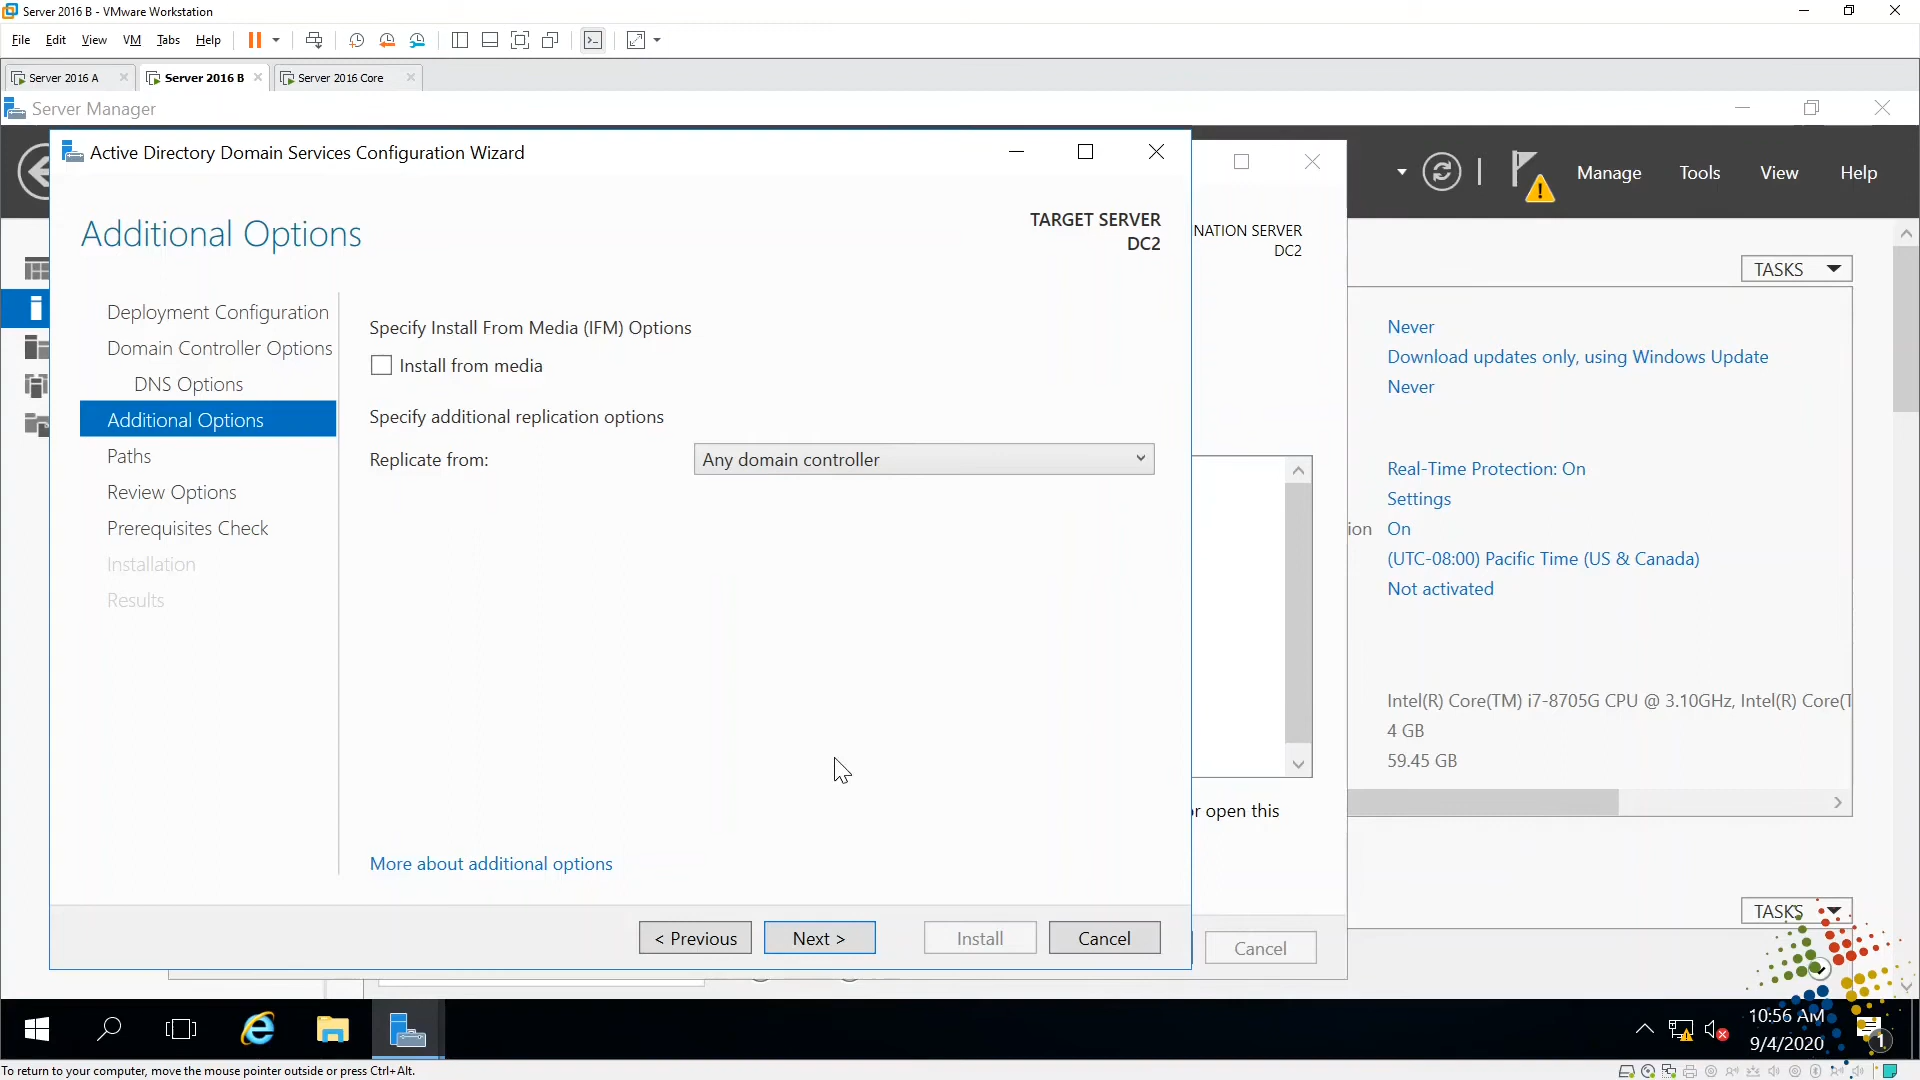 Server 2016 B - VMware Workstation
File Edit View VM Tabs Help
Server 2016 A
Server 2016 B
Server 2016 Core
Server Manager
Manage Tools View Help
Active Directory Domain Services Configuration Wizard
Additional Options
TARGET SERVER
DC2
NATION SERVER
DC2
Deployment Configuration
Domain Controller Options
DNS Options
Additional Options
Paths
Review Options
Prerequisites Check
Installation
Results
Specify Install From Media (IFM) Options
Install from media
Specify additional replication options
Replicate from:
Any domain controller
More about additional options
< Previous
Next >
Install
Cancel
or open this
Cancel
TASKS
Never
Download updates only, using Windows Update
Never
Real-Time Protection: On
Settings
ion On
(UTC-08:00) Pacific Time (US & Canada)
Not activated
Intel(R) Core(TM) i7-8705G CPU @ 3.10GHz, Intel(R) Core(T
4 GB
59.45 GB
TASKS
10:56 AM
9/4/2020
1
To return to your computer, move the mouse pointer outside or press Ctrl+Alt.